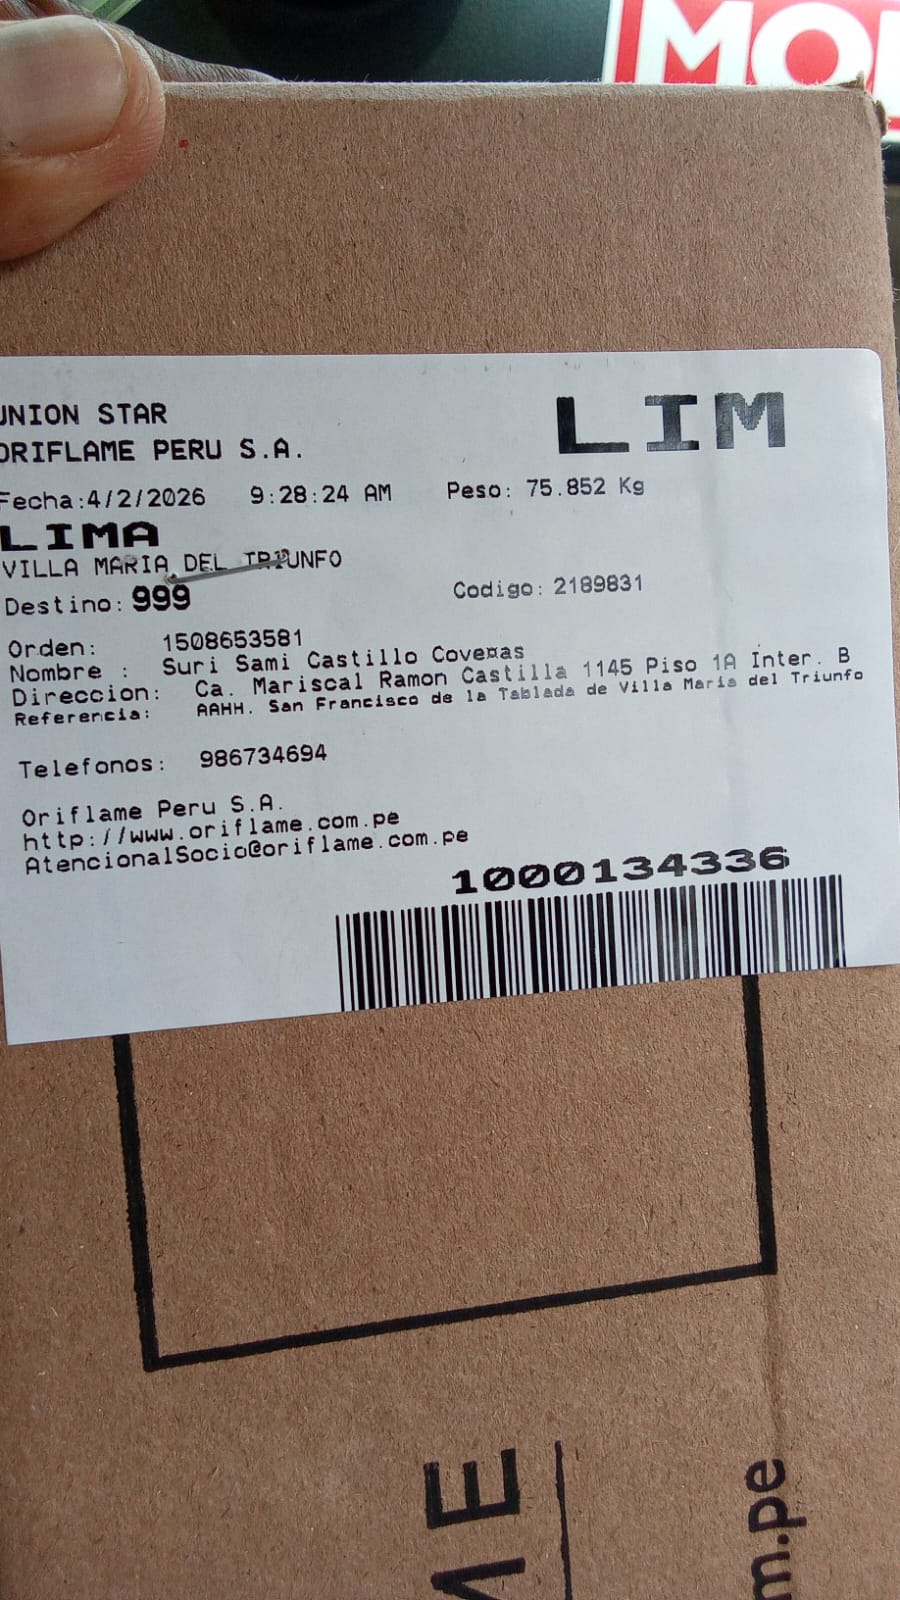 MO
UNION STAR
LIM
ORIFLAME PERU S.A.
Fecha:4/2/2026 9:28:24 AM Peso: 75.852 Kg
LIMA
VILLA MARIA DEL TRIUNFO
Destino: 999 Codigo: 2189831
Orden: 1508653581
Nombre : Suri Sami Castillo Coveñas
Direccion: Ca. Mariscal Ramon Castilla 1145 Piso 1A Inter. B
Referencia: AAHH. San Francisco de la Tablada de Villa Maria del Triunfo
Telefonos: 986734694
Oriflame Peru S.A.
http://www.oriflame.com.pe
AtencionalSocio@oriflame.com.pe
1000134336
ME
m.pe